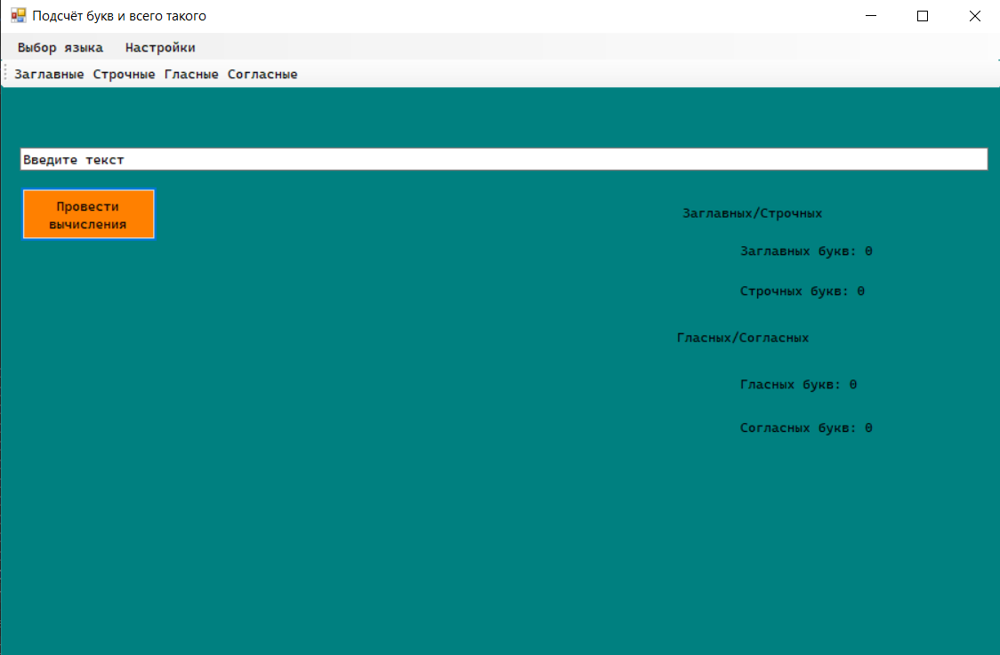 Подсчёт букв и всего такого
Выбор языка Настройки
Заглавные Строчные Гласные Согласные
Введите текст
Провести
вычисления
Заглавных/Строчных
Заглавных букв: 0
Строчных букв: 0
Гласных/Согласных
Гласных букв: 0
Согласных букв: 0